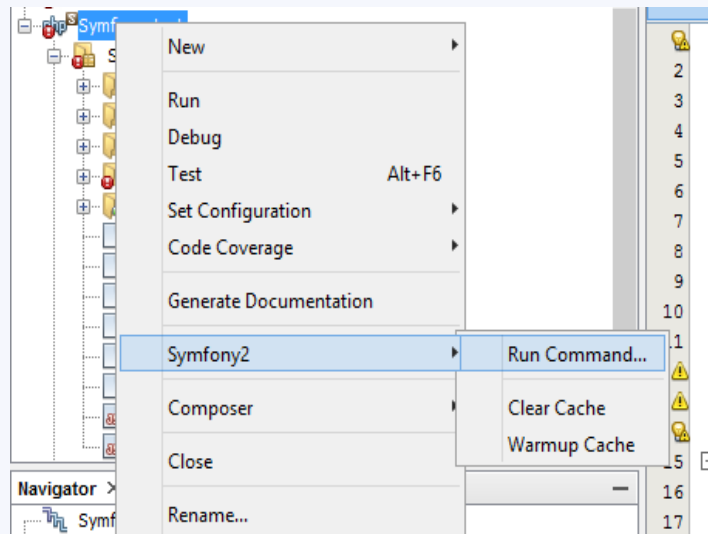 New
Run
Debug
Test Alt+F6
Set Configuration
Code Coverage
Generate Documentation
Symfony2
Run Command...
Composer
Clear Cache
Warmup Cache
Close
Rename...
Navigator
2
3
4
5
6
7
8
9
10
16
17